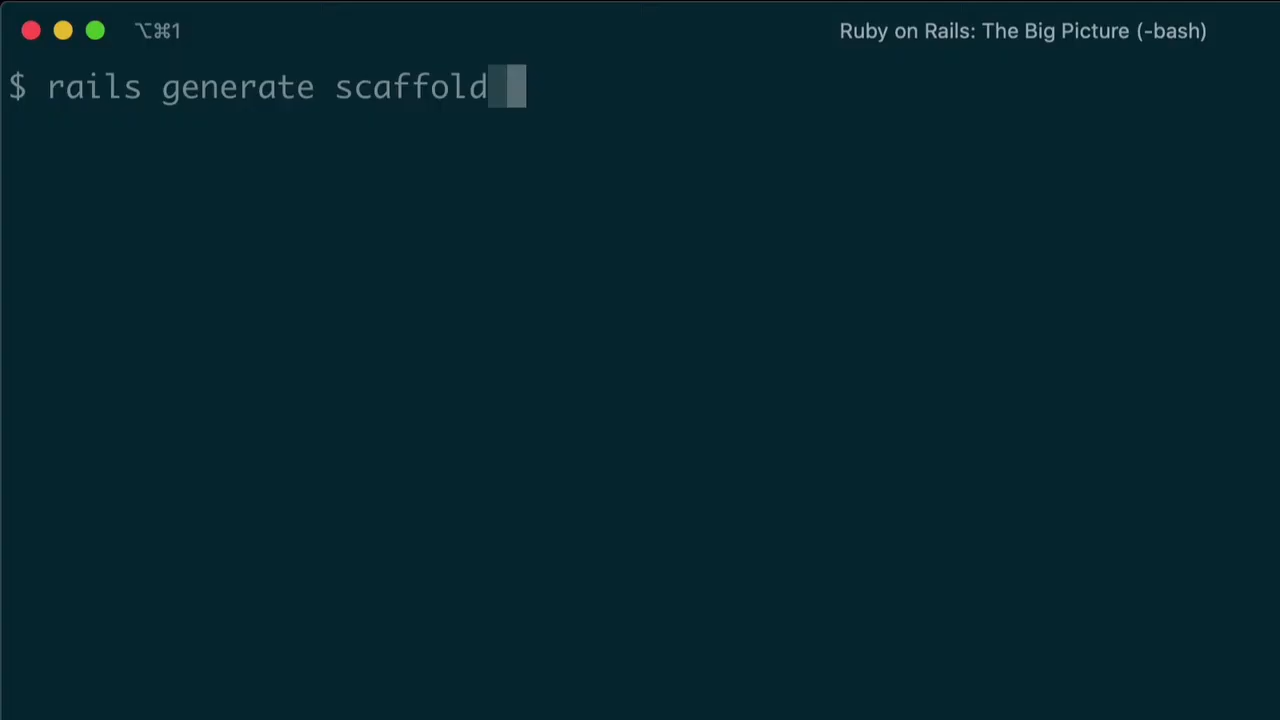 ⌥⌘1
Ruby on Rails: The Big Picture (-bash)
$ rails generate scaffold